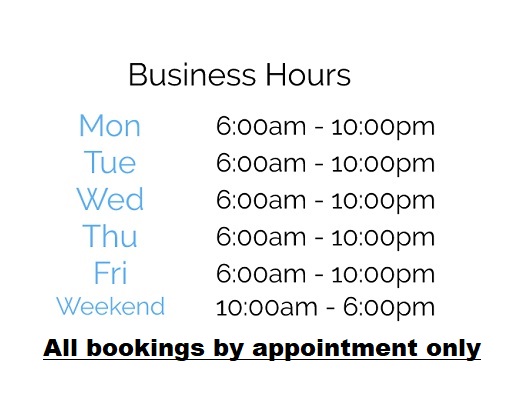 Business Hours
Mon 6:00am - 10:00pm
Tue 6:00am - 10:00pm
Wed 6:00am - 10:00pm
Thu 6:00am - 10:00pm
Fri 6:00am - 10:00pm
Weekend 10:00am - 6:00pm
All bookings by appointment only